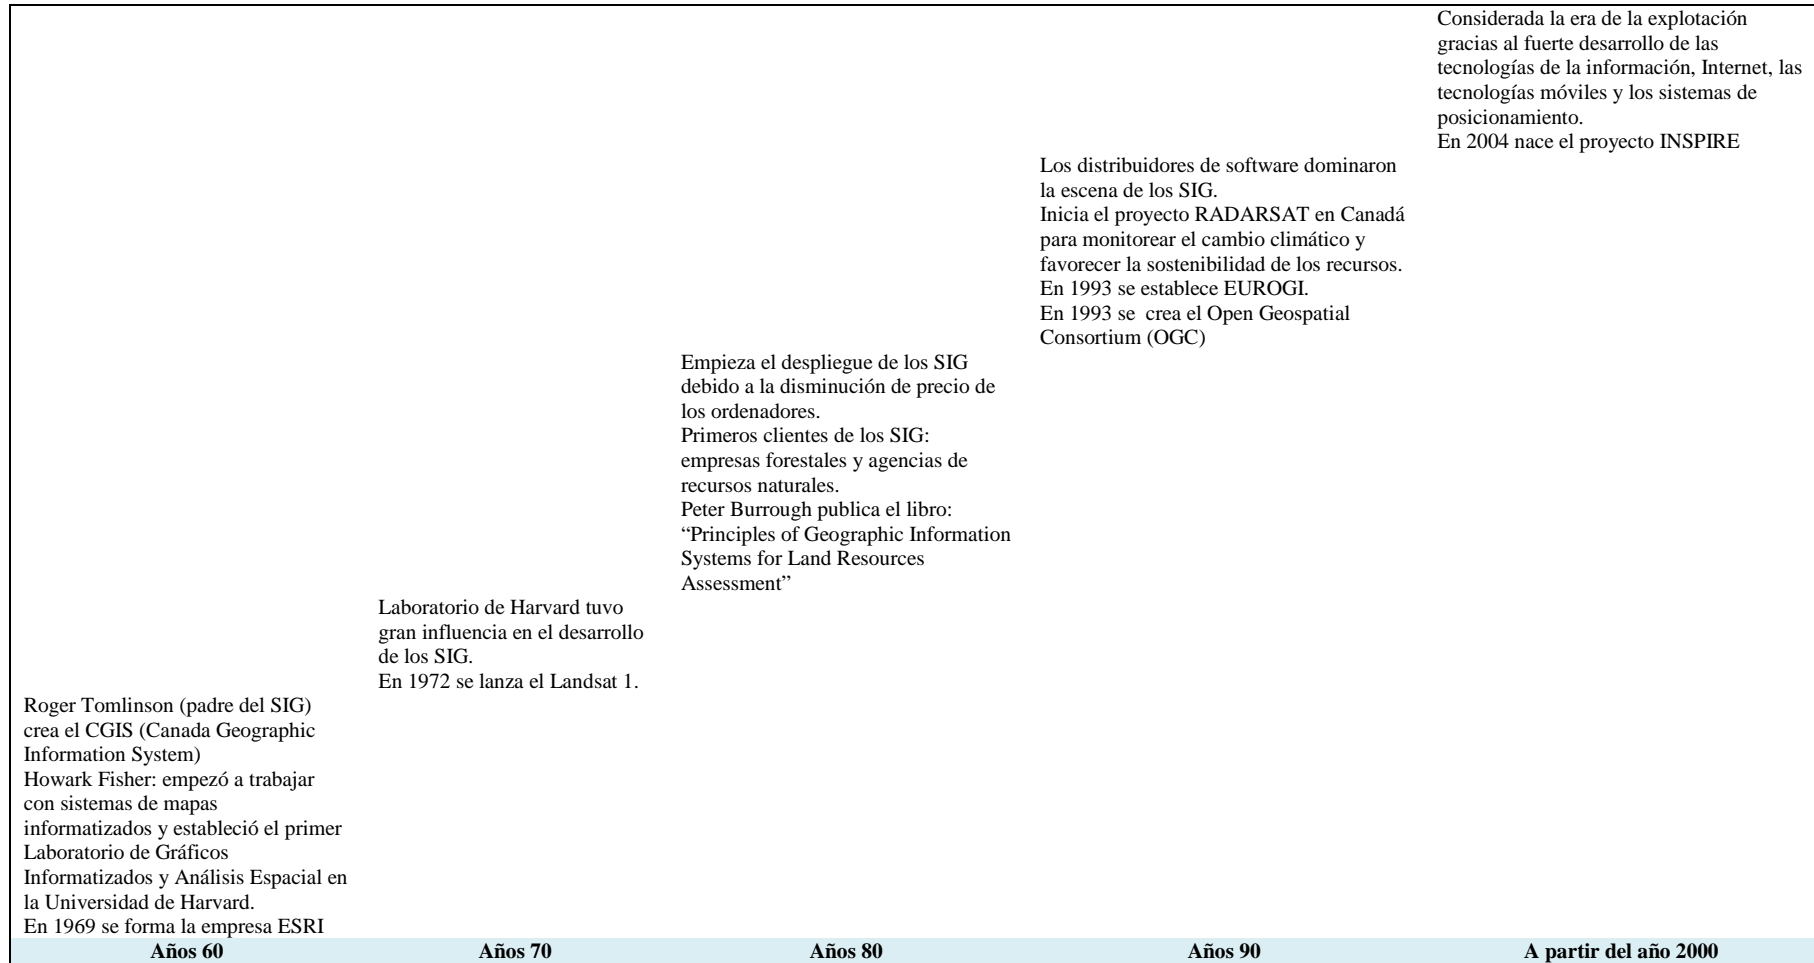 Considerada la era de la explotación
gracias al fuerte desarrollo de las
tecnologías de la información, Internet, las
tecnologías móviles y los sistemas de
posicionamiento.
En 2004 nace el proyecto INSPIRE
Los distribuidores de software dominaron
la escena de los SIG.
Inicia el proyecto RADARSAT en Canadá
para monitorear el cambio climático y
favorecer la sostenibilidad de los recursos.
En 1993 se establece EUROGI.
En 1993 se  crea el Open Geospatial
Consortium (OGC)
Empieza el despliegue de los SIG
debido a la disminución de precio de
los ordenadores.
Primeros clientes de los SIG:
empresas forestales y agencias de
recursos naturales.
Peter Burrough publica el libro:
“Principles of Geographic Information
Systems for Land Resources
Assessment”
Laboratorio de Harvard tuvo
gran influencia en el desarrollo
de los SIG.
En 1972 se lanza el Landsat 1.
Roger Tomlinson (padre del SIG)
crea el CGIS (Canada Geographic
Information System)
Howark Fisher: empezó a trabajar
con sistemas de mapas
informatizados y estableció el primer
Laboratorio de Gráficos
Informatizados y Análisis Espacial en
la Universidad de Harvard.
En 1969 se forma la empresa ESRI
Años 60
Años 70
Años 80
Años 90
A partir del año 2000